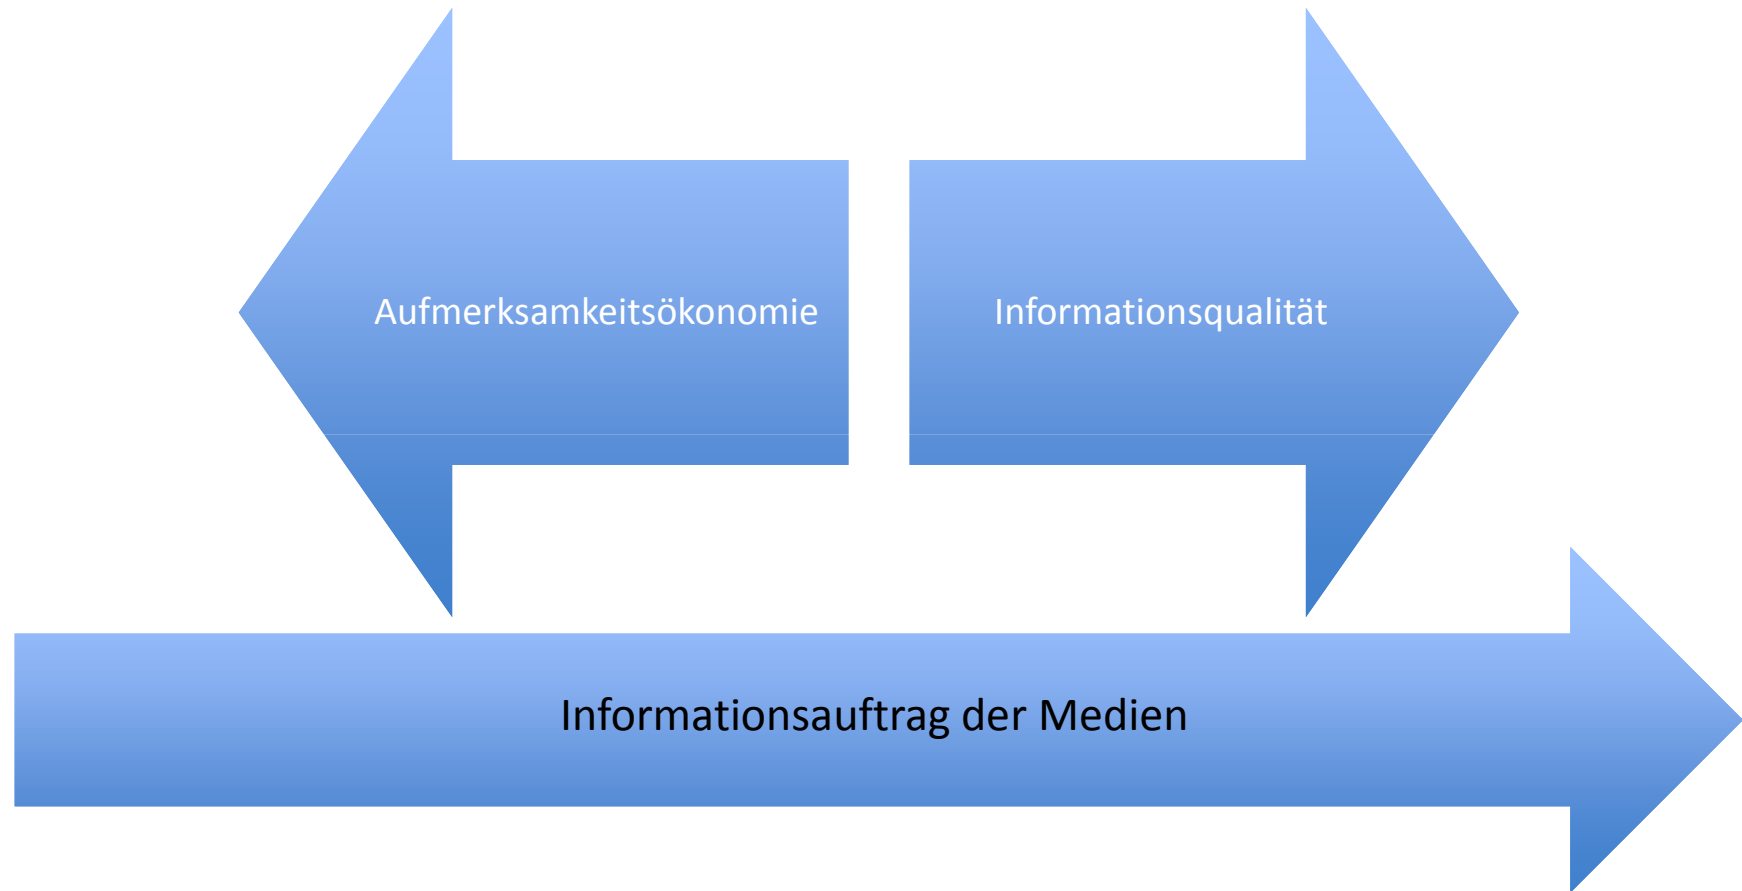 Aufmerksamkeitsökonomie
Informationsqualität
Informationsauftrag der Medien